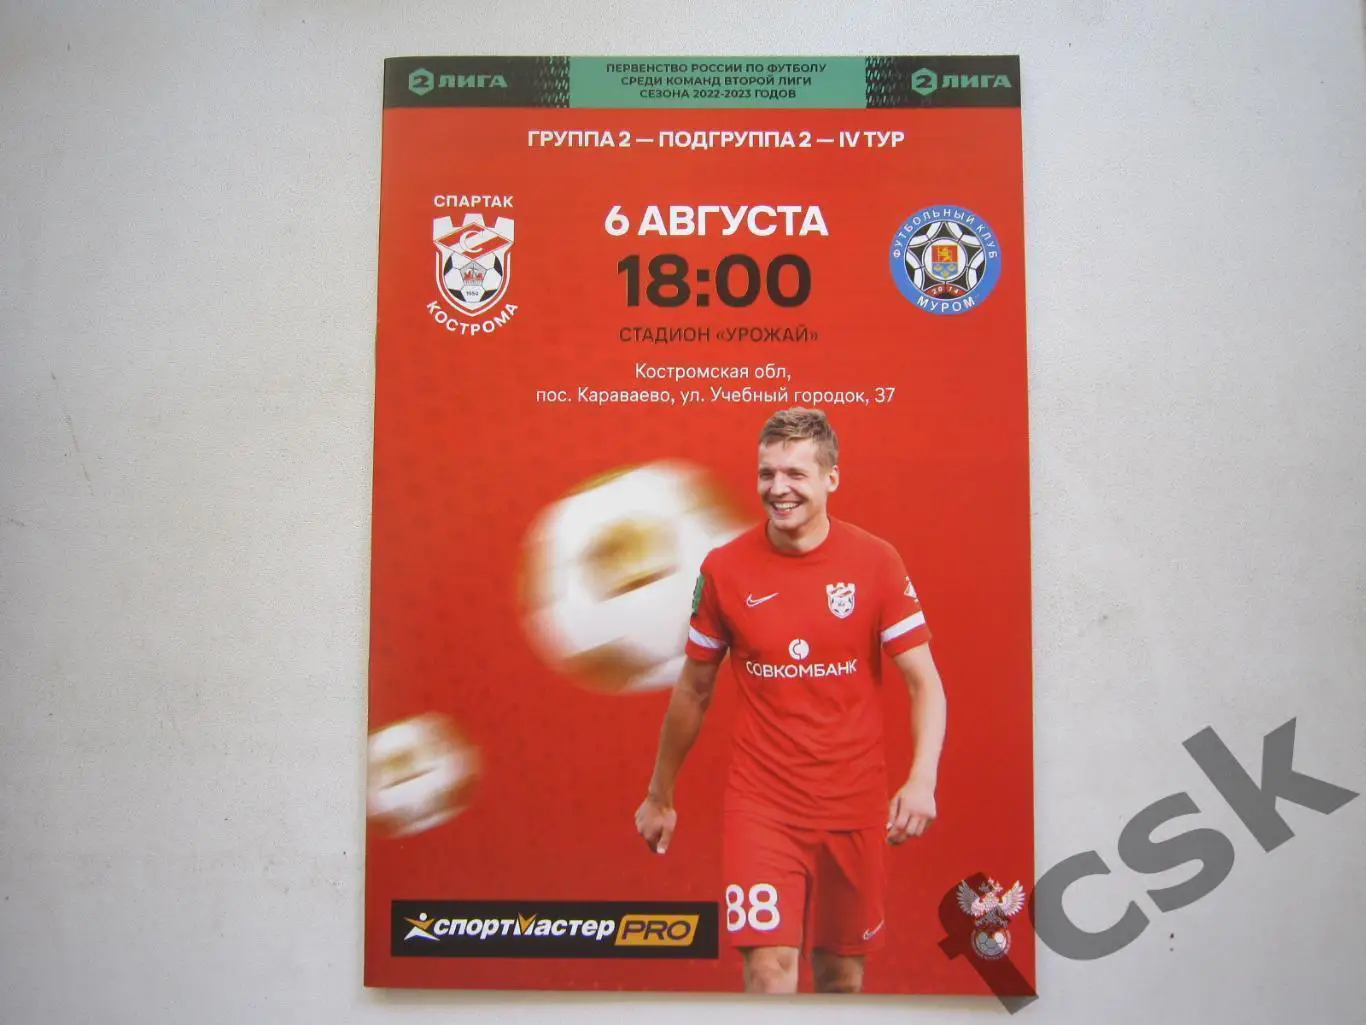 2 ЛИГА
ПЕРВЕНСТВО РОССИИ ПО ФУТБОЛУ
СРЕДИ КОМАНД ВТОРОЙ ЛИГИ
СЕЗОНА 2022-2023 ГОДОВ
2 ЛИГА
ГРУППА 2 — ПОДГРУППА 2 — IV ТУР
СПАРТАК
1959
КОСТРОМА
6 АВГУСТА
18:00
СТАДИОН «УРОЖАЙ»
ФУТБОЛЬНЫЙ КЛУБ
2014
МУРОМ
Костромская обл,
пос. Караваево, ул. Учебный городок, 37
СОВКОМБАНК
88
СПОРТМАСТЕР PRO
fcsk